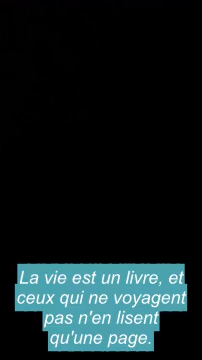 La vie est un livre, et
ceux qui ne voyagent
pas n'en lisent
qu'une page.